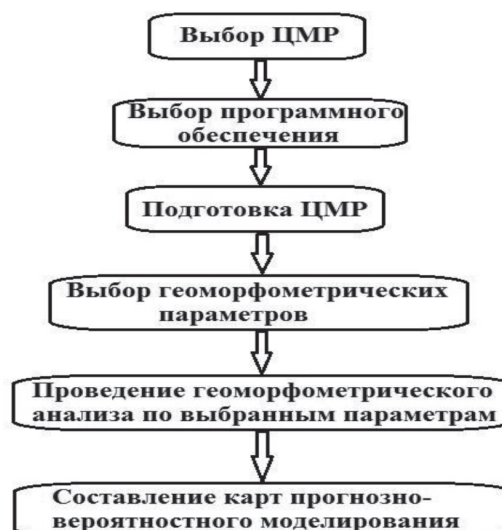 Выбор ЦМР
Выбор программного
обеспечения
Подготовка ЦМР
Выбор геоморфометрических
параметров
Проведение геоморфометрического
анализа по выбранным параметрам
Составление карт прогнозно-
вероятностного моделирования